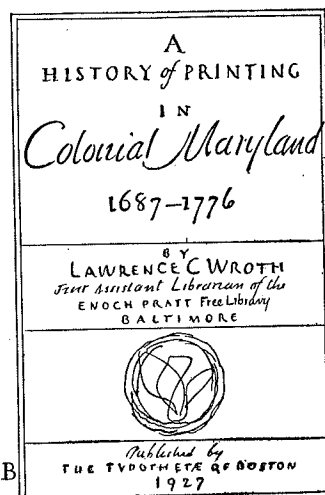 A
HISTORY of PRINTING
IN
Colonial Maryland
1687–1776
BY
LAWRENCE C WROTH
First Assistant Librarian of the
ENOCH PRATT Free Library
BALTIMORE
Published by
THE TYPOTHETÆ OF BOSTON
1927
B